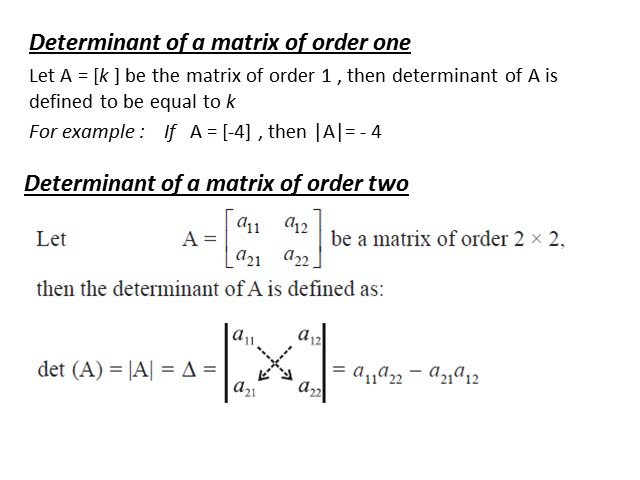 Determinant of a matrix of order one
Let A = [k ] be the matrix of order 1 , then determinant of A is
defined to be equal to k
For example :   If   A = [-4] , then |A|= - 4
Determinant of a matrix of order two
Let A = [ a₁₁ a₁₂ ; a₂₁ a₂₂ ] be a matrix of order 2 × 2,
then the determinant of A is defined as:
det (A) = |A| = Δ = | a₁₁ a₁₂ ; a₂₁ a₂₂ | = a₁₁a₂₂ − a₂₁a₁₂